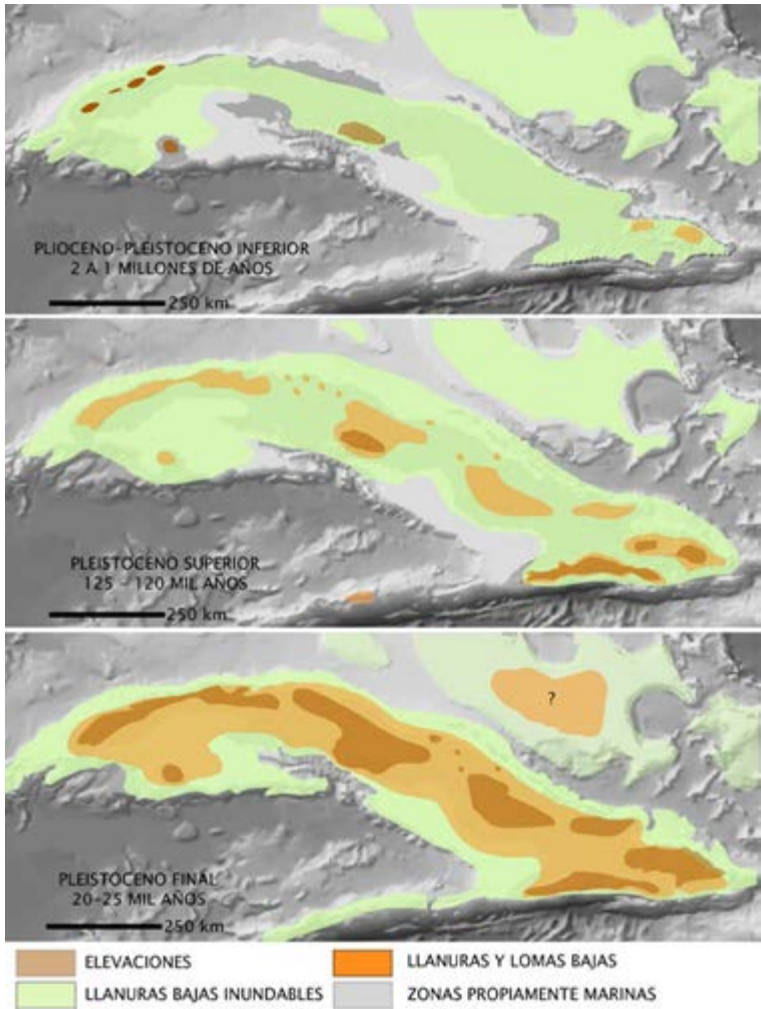 PLIOCENO-PLEISTOCENO INFERIOR
2 A 1 MILLONES DE AÑOS
250 km
PLEISTOCENO SUPERIOR
125 - 120 MIL AÑOS
250 km
?
PLEISTOCENO FINAL
20-25 MIL AÑOS
250 km
ELEVACIONES
LLANURAS Y LOMAS BAJAS
LLANURAS BAJAS INUNDABLES
ZONAS PROPIAMENTE MARINAS